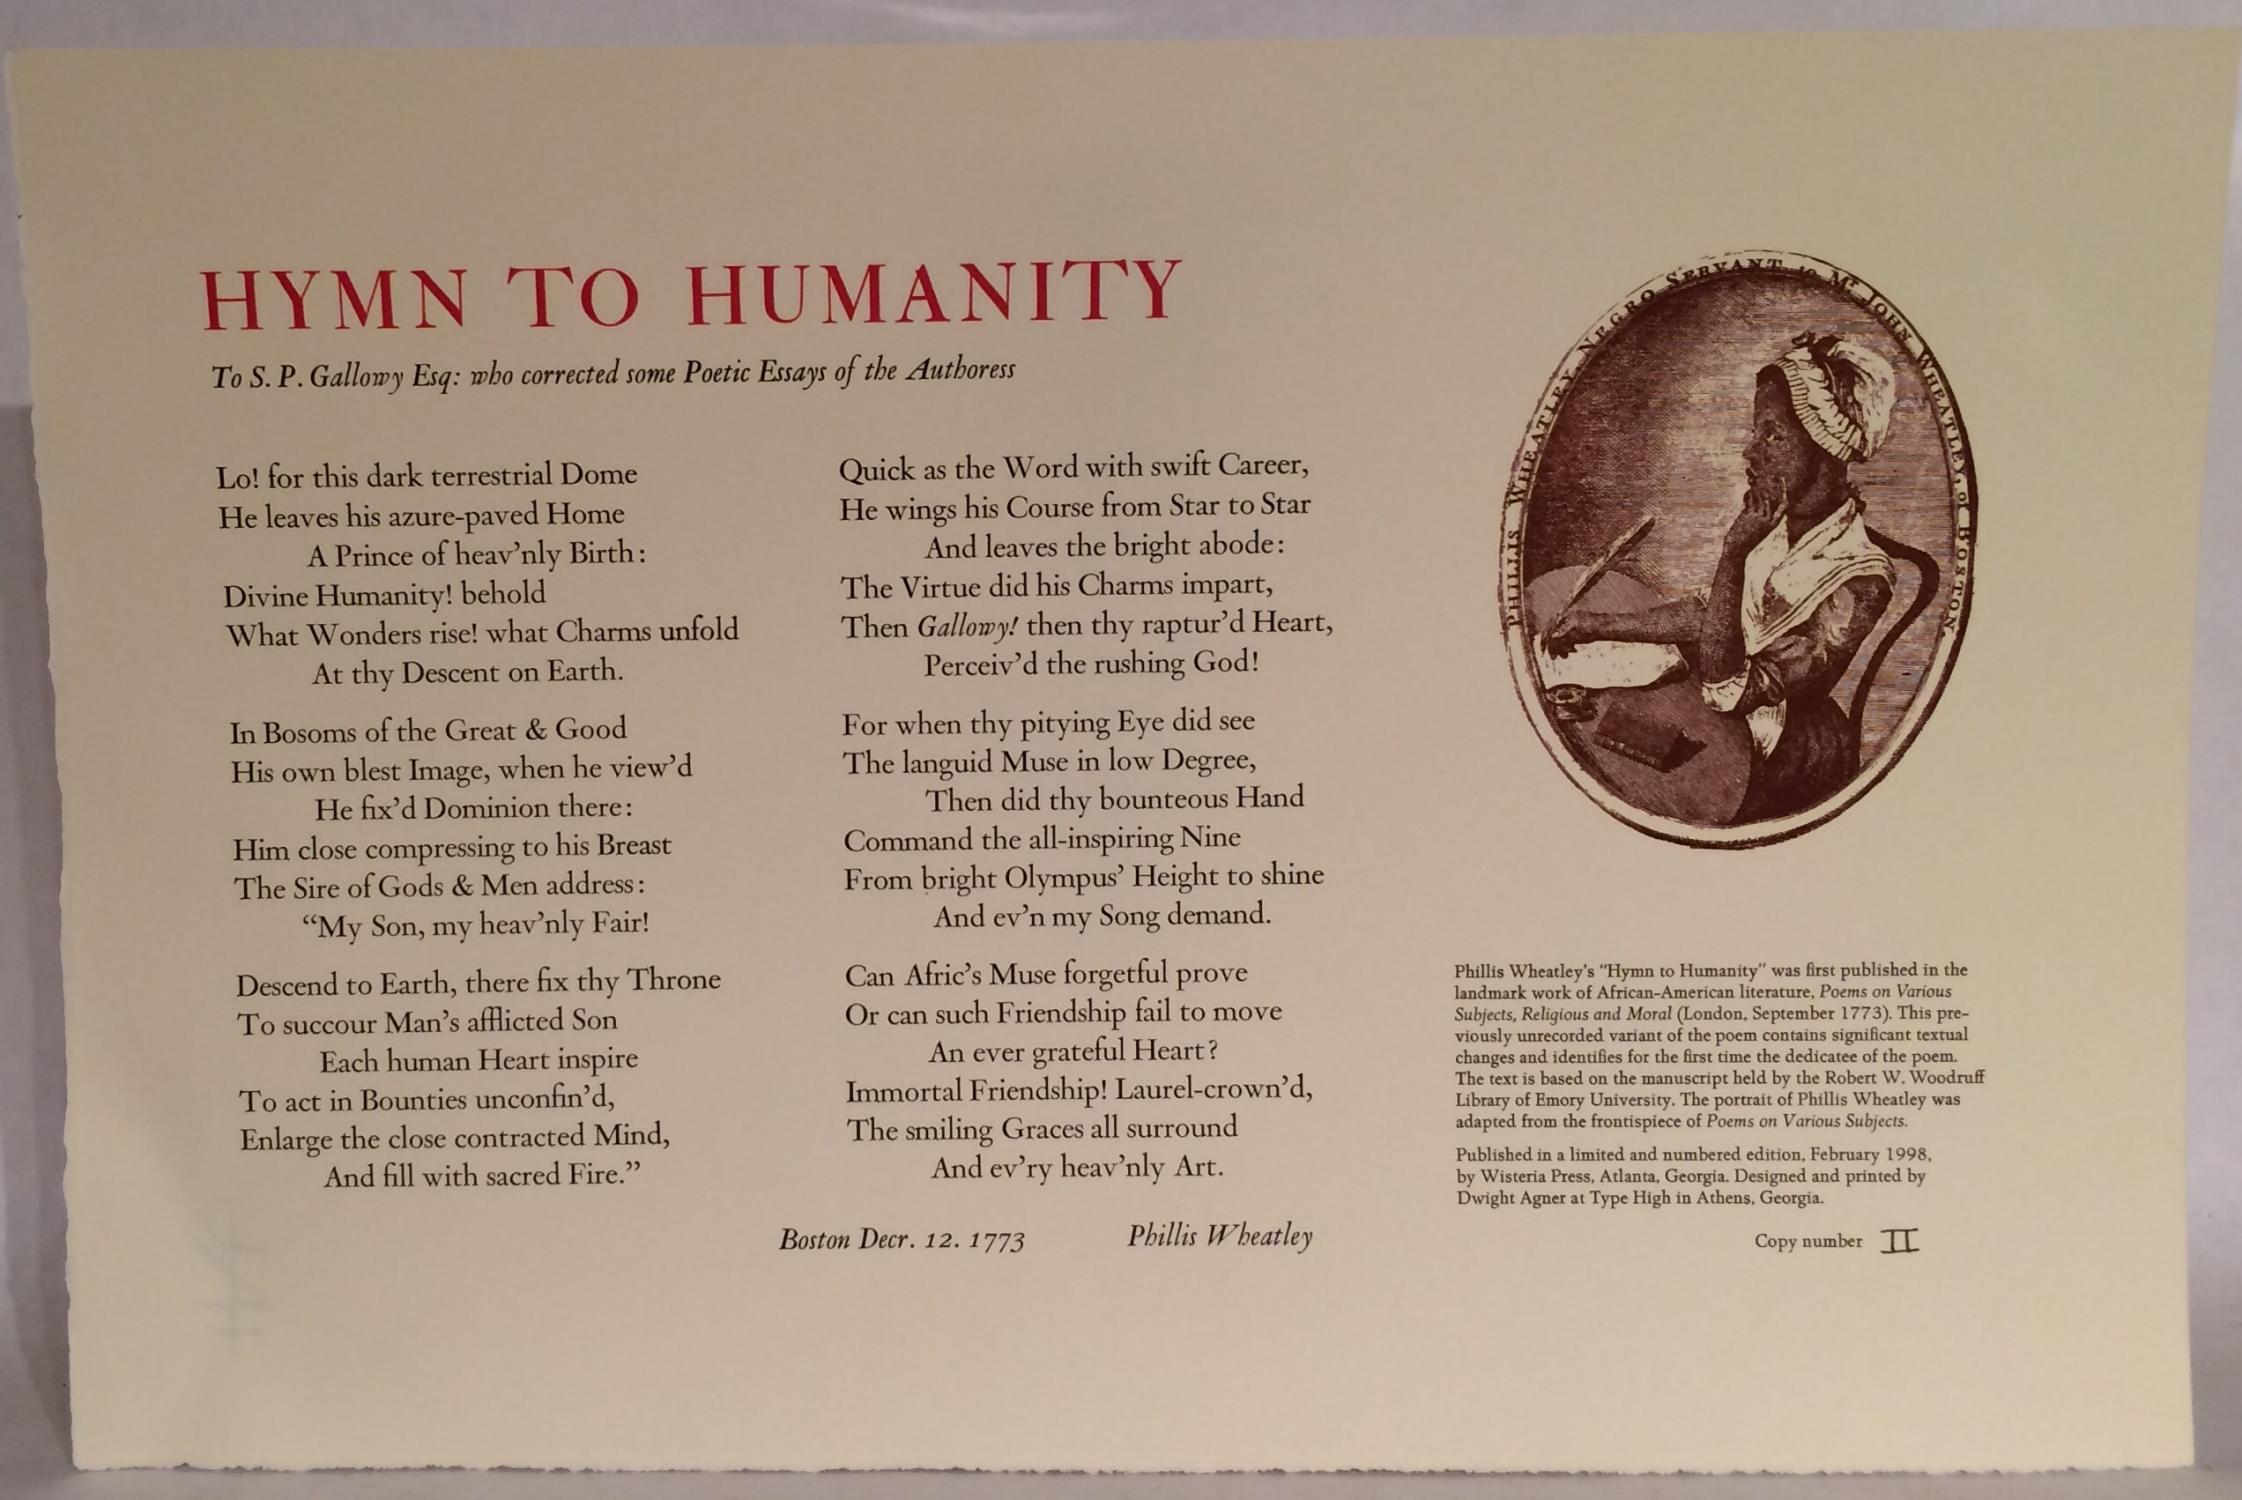 HYMN TO HUMANITY
To S. P. Gallowy Esq: who corrected some Poetic Essays of the Authoress
Lo! for this dark terrestrial Dome
He leaves his azure-paved Home
A Prince of heav'nly Birth:
Divine Humanity! behold
What Wonders rise! what Charms unfold
At thy Descent on Earth.
In Bosoms of the Great & Good
His own blest Image, when he view'd
He fix'd Dominion there:
Him close compressing to his Breast
The Sire of Gods & Men address:
“My Son, my heav'nly Fair!
Descend to Earth, there fix thy Throne
To succour Man's afflicted Son
Each human Heart inspire
To act in Bounties unconfin'd,
Enlarge the close contracted Mind,
And fill with sacred Fire.”
Quick as the Word with swift Career,
He wings his Course from Star to Star
And leaves the bright abode:
The Virtue did his Charms impart,
Then Gallowy! then thy raptur'd Heart,
Perceiv'd the rushing God!
For when thy pitying Eye did see
The languid Muse in low Degree,
Then did thy bounteous Hand
Command the all-inspiring Nine
From bright Olympus' Height to shine
And ev'n my Song demand.
Can Afric's Muse forgetful prove
Or can such Friendship fail to move
An ever grateful Heart?
Immortal Friendship! Laurel-crown'd,
The smiling Graces all surround
And ev'ry heav'nly Art.
Boston Decr. 12. 1773 Phillis Wheatley
PHILLIS WHEATLEY, NEGRO SERVANT to Mr. JOHN WHEATLEY, of BOSTON.
Phillis Wheatley's "Hymn to Humanity" was first published in the
landmark work of African-American literature, Poems on Various
Subjects, Religious and Moral (London, September 1773). This pre-
viously unrecorded variant of the poem contains significant textual
changes and identifies for the first time the dedicatee of the poem.
The text is based on the manuscript held by the Robert W. Woodruff
Library of Emory University. The portrait of Phillis Wheatley was
adapted from the frontispiece of Poems on Various Subjects.
Published in a limited and numbered edition, February 1998,
by Wisteria Press, Atlanta, Georgia. Designed and printed by
Dwight Agner at Type High in Athens, Georgia.
Copy number II